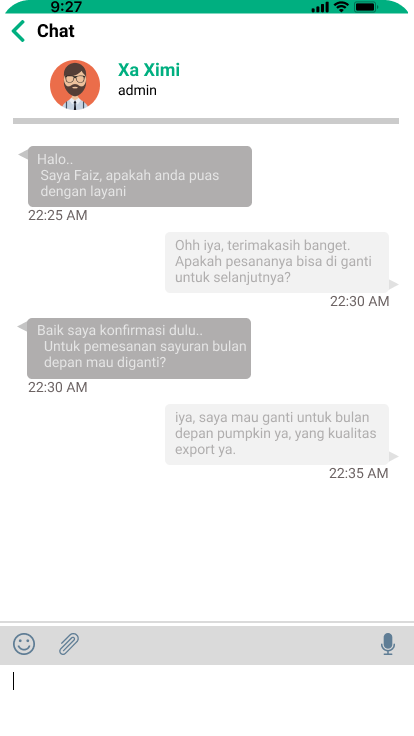 9:27
Chat
Xa Ximi
admin
Halo..
Saya Faiz, apakah anda puas
dengan layani
22:25 AM
Ohh iya, terimakasih banget.
Apakah pesananya bisa di ganti
untuk selanjutnya?
22:30 AM
Baik saya konfirmasi dulu..
Untuk pemesanan sayuran bulan
depan mau diganti?
22:30 AM
iya, saya mau ganti untuk bulan
depan pumpkin ya, yang kualitas
export ya.
22:35 AM